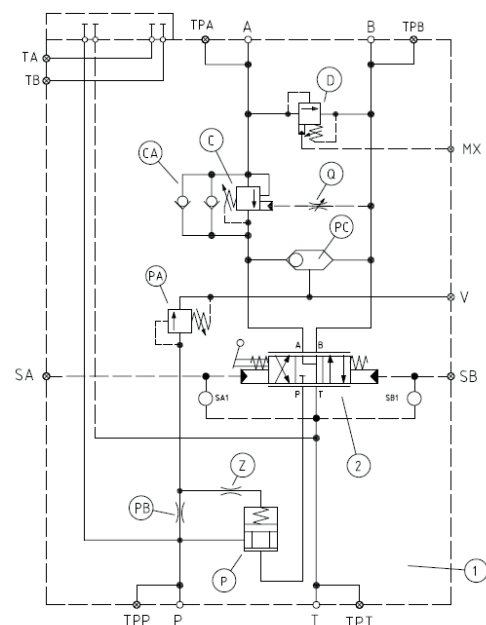 TPA A B TPB
TA
TB
D
MX
CA C Q
PC
PA
V
A B
SA SB
P T
SA1 SB1
2
Z
PB
P
1
TPP P T TPT